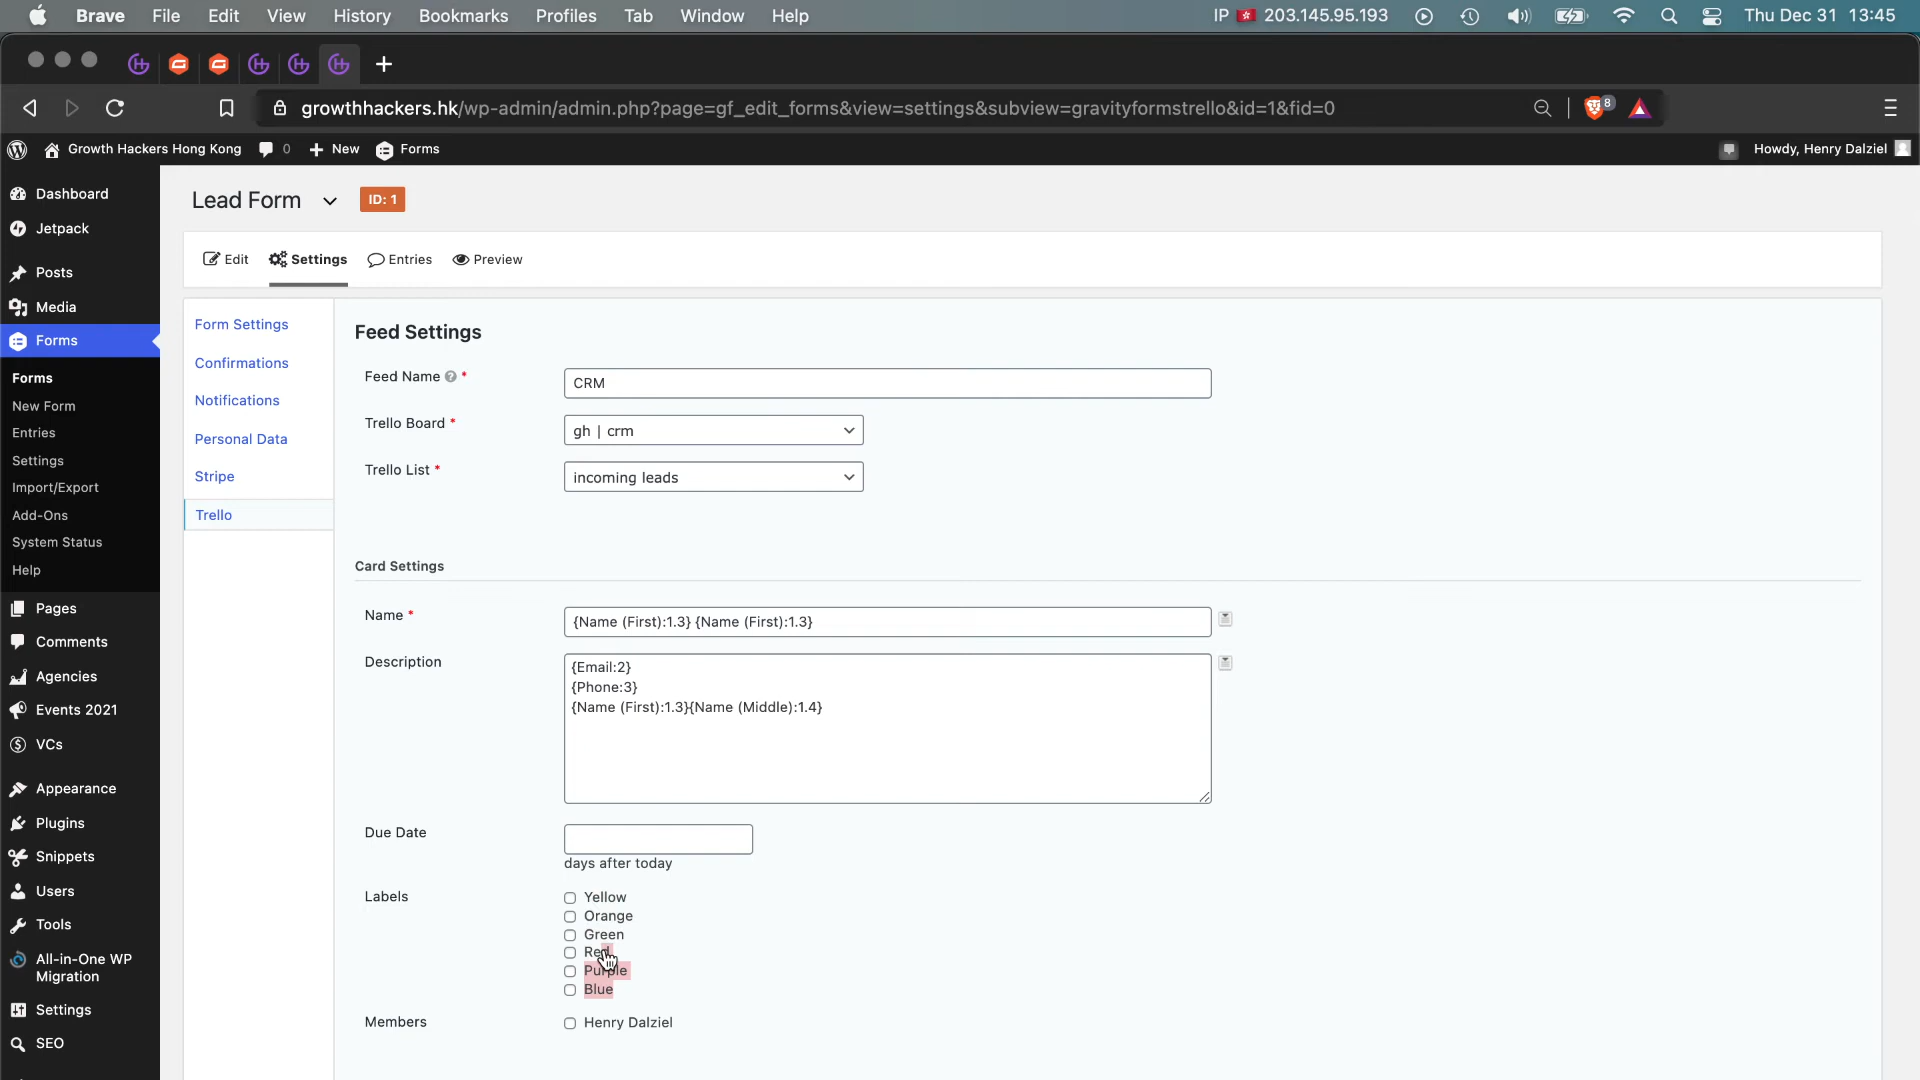 Brave File Edit View History Bookmarks Profiles Tab Window Help IP 203.145.95.193 Thu Dec 31 13:45
growthhackers.hk/wp-admin/admin.php?page=gf_edit_forms&view=settings&subview=gravityformstrello&id=1&fid=0 8
Growth Hackers Hong Kong 0 New Forms Howdy, Henry Dalziel
Dashboard
Jetpack
Posts
Media
Forms
Forms
New Form
Entries
Settings
Import/Export
Add-Ons
System Status
Help
Pages
Comments
Agencies
Events 2021
VCs
Appearance
Plugins
Snippets
Users
Tools
All-in-One WP
Migration
Settings
SEO
Lead Form ID: 1
Edit Settings Entries Preview
Form Settings
Confirmations
Notifications
Personal Data
Stripe
Trello
Feed Settings
Feed Name * CRM
Trello Board * gh | crm
Trello List * incoming leads
Card Settings
Name * {Name (First):1.3} {Name (First):1.3}
Description {Email:2}
{Phone:3}
{Name (First):1.3}{Name (Middle):1.4}
Due Date
days after today
Labels Yellow
Orange
Green
Red
Purple
Blue
Members Henry Dalziel